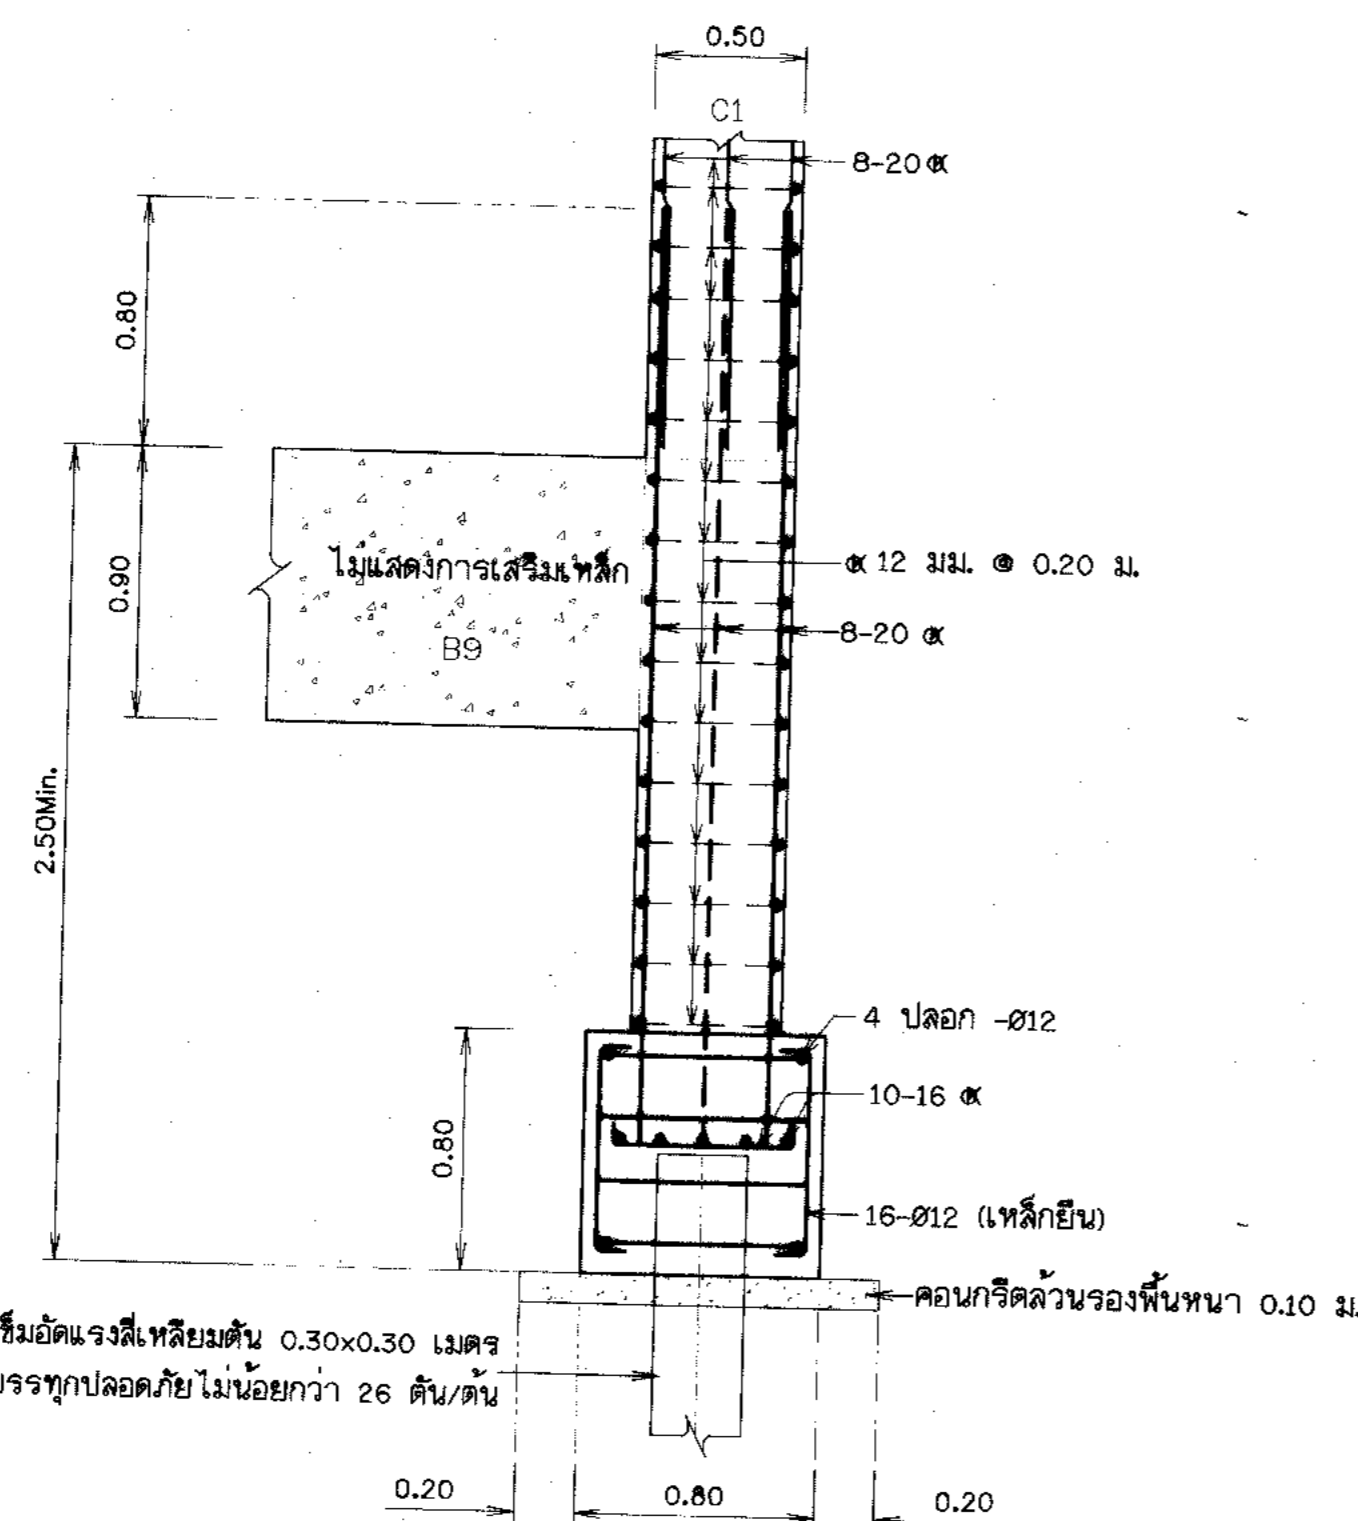 0.50
C1
8-20
0.80
0.90
2.50Min.
ไม่แสดงการเสริมเหล็ก
B9
12 มม. @ 0.20 ม.
8-20
4 ปลอก -Ø12
10-16
0.80
16-Ø12 (เหล็กยืน)
คอนกรีตล้วนรองพื้นหนา 0.10 ม.
อัดแรงสี่เหลี่ยมตัน 0.30x0.30 เมตร
บรรทุกปลอดภัยไม่น้อยกว่า 26 ตัน/ต้น
0.20
0.80
0.20